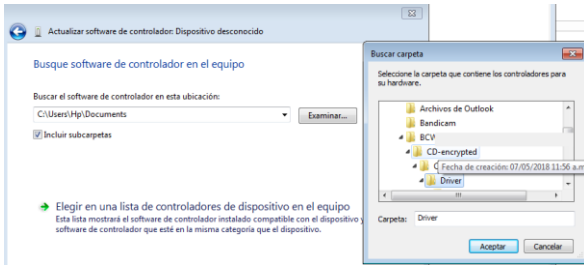 Actualizar software de controlador: Dispositivo desconocido
Busque software de controlador en el equipo
Buscar el software de controlador en esta ubicación:
C:\Users\Hp\Documents
Examinar...
Incluir subcarpetas
Elegir en una lista de controladores de dispositivo en el equipo
Esta lista mostrará el software de controlador instalado compatible con el dispositivo y
software de controlador que esté en la misma categoría que el dispositivo.
Buscar carpeta
Seleccione la carpeta que contiene los controladores para
su hardware.
Archivos de Outlook
Bandicam
BCV
CD-encrypted
Fecha de creación: 07/05/2018 11:56 a.m
Driver
Carpeta:
Driver
Aceptar
Cancelar